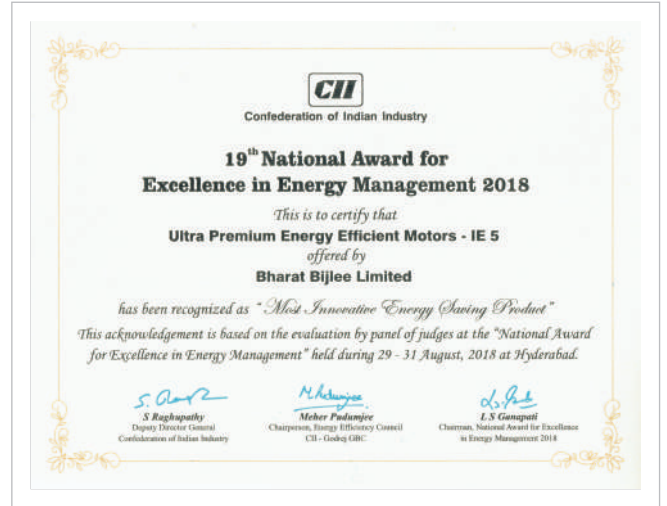 CII
Confederation of Indian Industry
19th National Award for
Excellence in Energy Management 2018
This is to certify that
Ultra Premium Energy Efficient Motors - IE 5
offered by
Bharat Bijlee Limited
has been recognized as "Most Innovative Energy Saving Product"
This acknowledgement is based on the evaluation by panel of judges at the "National Award
for Excellence in Energy Management" held during 29 - 31 August, 2018 at Hyderabad.
S Raghupathy
Deputy Director General
Confederation of Indian Industry
Meher Pudumjee
Chairperson, Energy Efficiency Council
CII - Godrej GBC
L S Ganapati
Chairman, National Award for Excellence
in Energy Management 2018